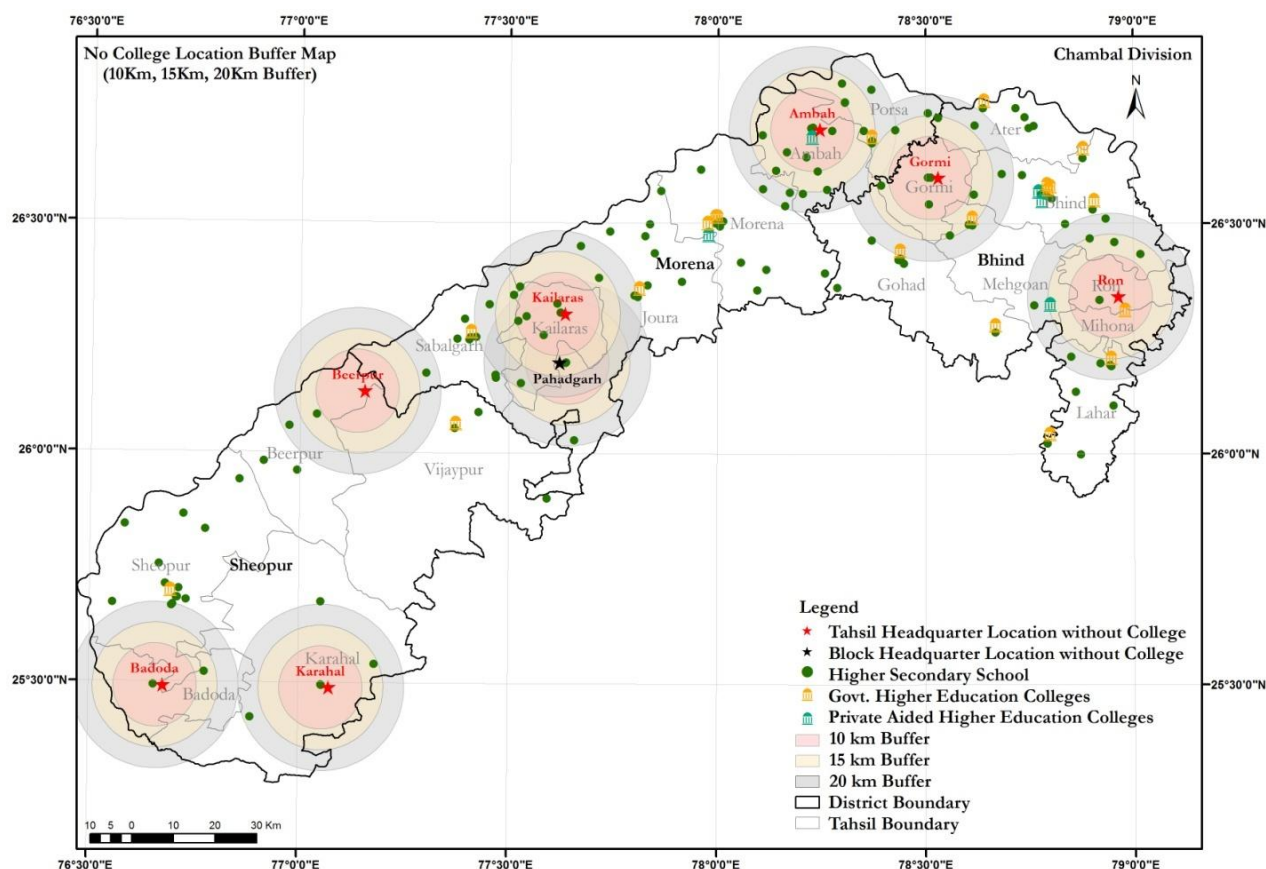 76°30'0"E 77°0'0"E 77°30'0"E 78°0'0"E 78°30'0"E 79°0'0"E
No College Location Buffer Map
(10Km, 15Km, 20Km Buffer)
Chambal Division
N
Ambah
Porsa
Ater
Ambah
Gormi
Gormi
Bhind
26°30'0"N
26°30'0"N
Morena
Morena
Bhind
Gohad
Mehgoan
Ron
Ron
Mihona
Kailaras
Kailaras
Joura
Sabalgarh
Pahadgarh
Beerpur
Lahar
26°0'0"N
26°0'0"N
Beerpur
Vijaypur
Sheopur
Sheopur
Badoda
Badoda
Karahal
Karahal
25°30'0"N
25°30'0"N
Legend
Tahsil Headquarter Location without College
Block Headquarter Location without College
Higher Secondary School
Govt. Higher Education Colleges
Private Aided Higher Education Colleges
10 km Buffer
15 km Buffer
20 km Buffer
District Boundary
Tahsil Boundary
10 5 0 10 20 30 Km
76°30'0"E 77°0'0"E 77°30'0"E 78°0'0"E 78°30'0"E 79°0'0"E